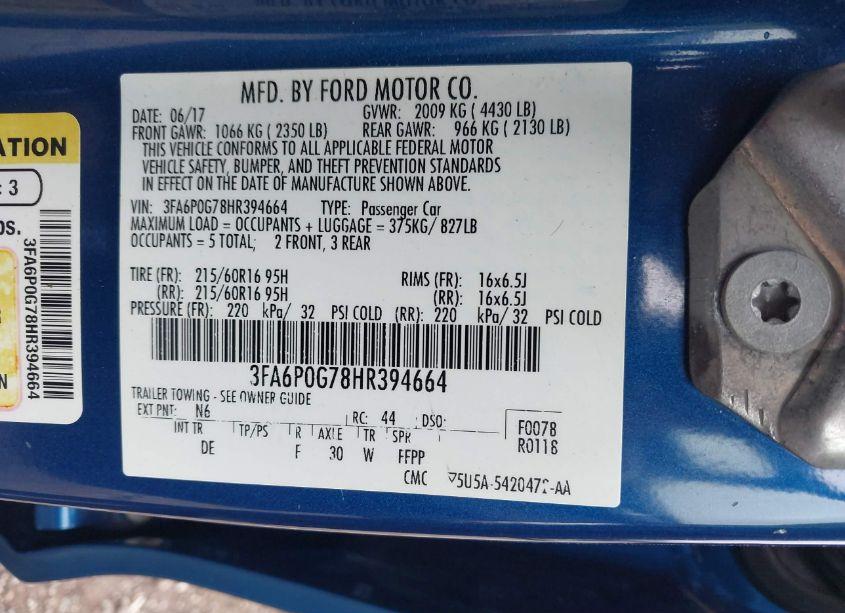 MFD. BY FORD MOTOR CO.
DATE: 06/17 GVWR: 2009 KG ( 4430 LB)
FRONT GAWR: 1066 KG ( 2350 LB) REAR GAWR: 966 KG ( 2130 LB)
THIS VEHICLE CONFORMS TO ALL APPLICABLE FEDERAL MOTOR
VEHICLE SAFETY, BUMPER, AND THEFT PREVENTION STANDARDS
IN EFFECT ON THE DATE OF MANUFACTURE SHOWN ABOVE.
VIN: 3FA6P0G78HR394664 TYPE: Passenger Car
MAXIMUM LOAD = OCCUPANTS + LUGGAGE = 375KG/ 827LB
OCCUPANTS = 5 TOTAL; 2 FRONT, 3 REAR
TIRE (FR): 215/60R16 95H RIMS (FR): 16x6.5J
(RR): 215/60R16 95H (RR): 16x6.5J
PRESSURE (FR): 220 kPa/ 32 PSI COLD (RR): 220 kPa/ 32 PSI COLD
3FA6P0G78HR394664
TRAILER TOWING - SEE OWNER GUIDE
EXT PNT: N6 RC: 44 DSO: F0078
R0118
INT TR TP/PS R AXLE TR SPR
DE F 30 W FFPP
CMC 5U5A-5420472-AA
ATION
: 3
os.
3FA6P0G78HR394664
R
N